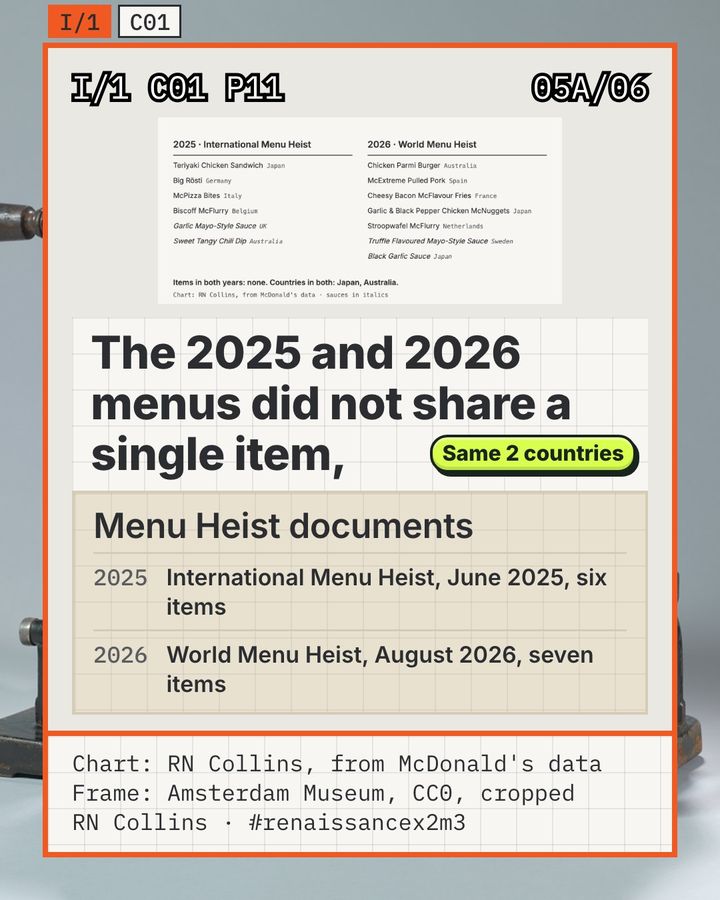 I/1 C01
I/1 C01 P11 05A/06
2025 · International Menu Heist
Teriyaki Chicken Sandwich Japan
Big Rösti Germany
McPizza Bites Italy
Biscoff McFlurry Belgium
Garlic Mayo-Style Sauce UK
Sweet Tangy Chili Dip Australia
2026 · World Menu Heist
Chicken Parmi Burger Australia
McExtreme Pulled Pork Spain
Cheesy Bacon McFlavour Fries France
Garlic & Black Pepper Chicken McNuggets Japan
Stroopwafel McFlurry Netherlands
Truffle Flavoured Mayo-Style Sauce Sweden
Black Garlic Sauce Japan
Items in both years: none. Countries in both: Japan, Australia.
Chart: RN Collins, from McDonald's data · sauces in italics
The 2025 and 2026
menus did not share a
single item,
Same 2 countries
Menu Heist documents
2025 International Menu Heist, June 2025, six
items
2026 World Menu Heist, August 2026, seven
items
Chart: RN Collins, from McDonald's data
Frame: Amsterdam Museum, CC0, cropped
RN Collins · #renaissancex2m3